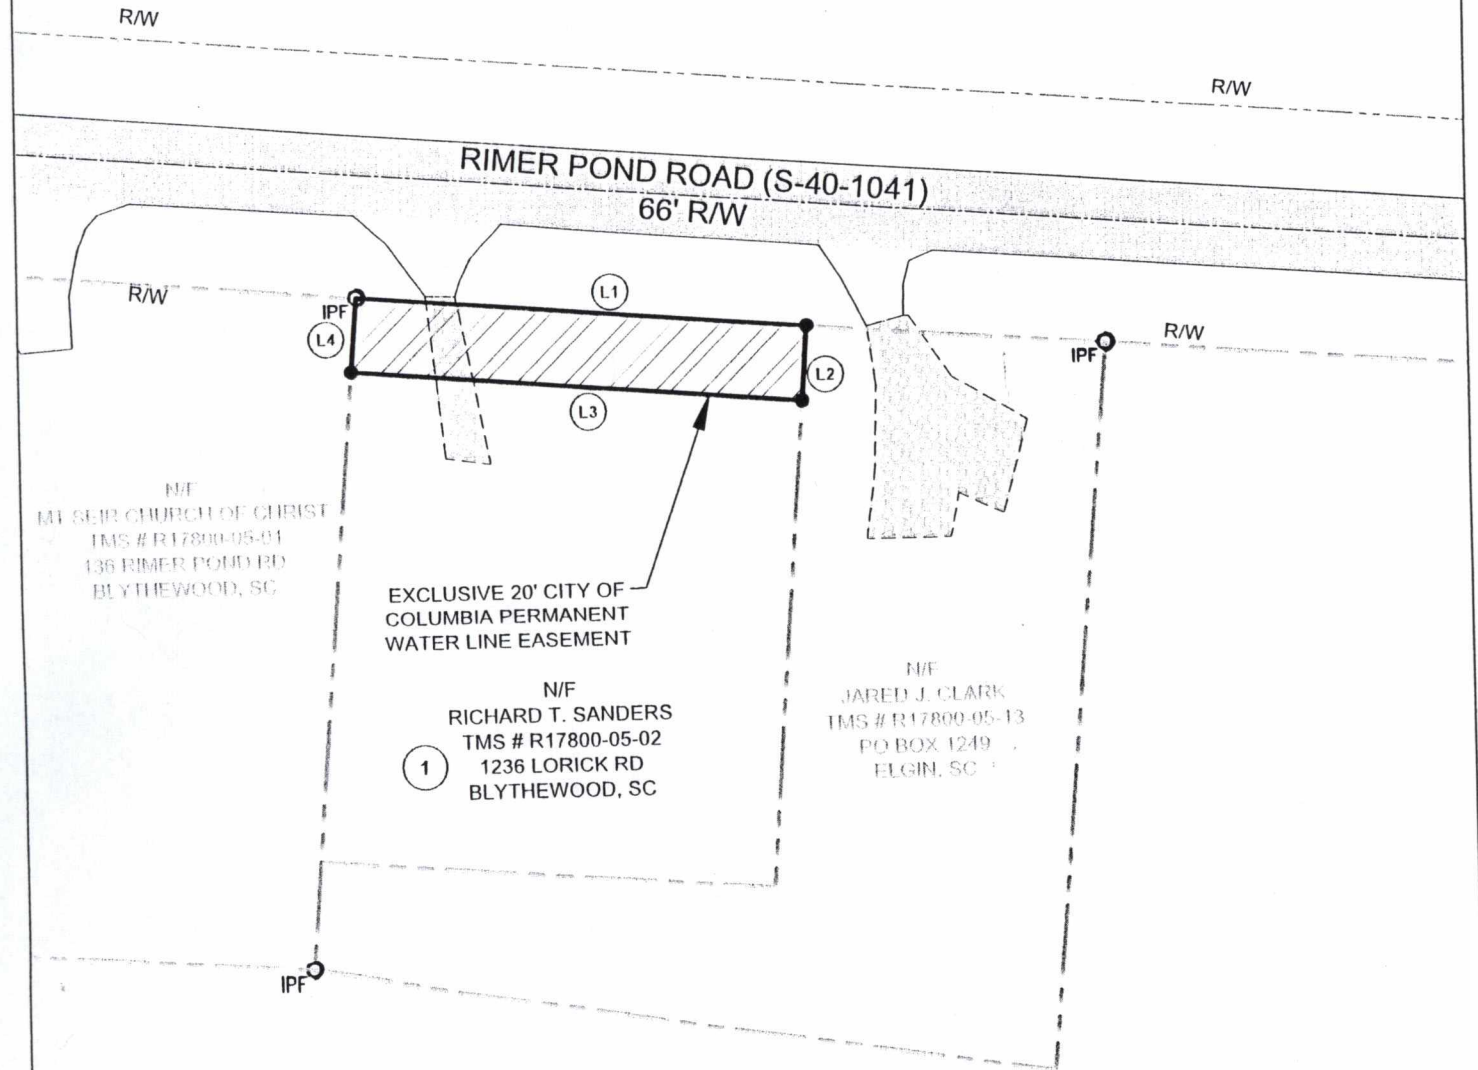 R/W
R/W
RIMER POND ROAD (S-40-1041)
66' R/W
R/W
IPF
L1
L4
L2
L3
IPF
R/W
N/F
MT SEIR CHURCH OF CHRIST
TMS # R17800-05-01
136 RIMER POND RD
BLYTHEWOOD, SC
EXCLUSIVE 20' CITY OF
COLUMBIA PERMANENT
WATER LINE EASEMENT
N/F
RICHARD T. SANDERS
TMS # R17800-05-02
1236 LORICK RD
BLYTHEWOOD, SC
1
N/F
JARED J. CLARK
TMS # R17800-05-13
PO BOX 1249
ELGIN, SC
IPF